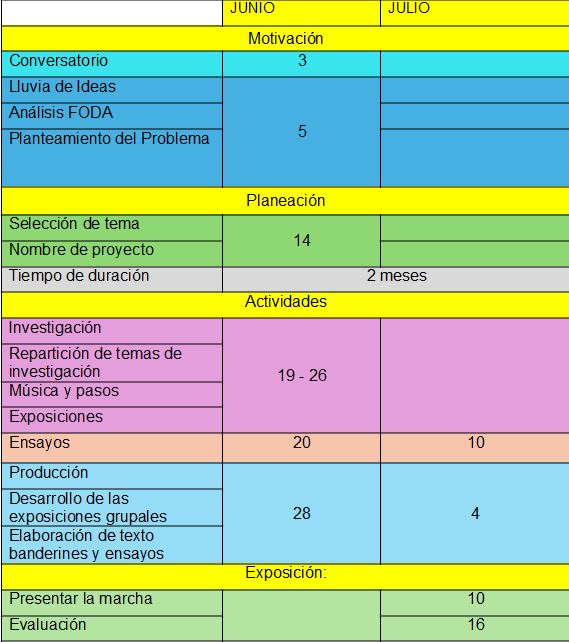 JUNIO JULIO
Motivación
Conversatorio 3
Lluvia de Ideas
Análisis FODA
5
Planteamiento del Problema
Planeación
Selección de tema
14
Nombre de proyecto
Tiempo de duración 2 meses
Actividades
Investigación
Repartición de temas de
investigación
19 - 26
Música y pasos
Exposiciones
Ensayos 20 10
Producción
Desarrollo de las
exposiciones grupales
28 4
Elaboración de texto
banderines y ensayos
Exposición:
Presentar la marcha 10
Evaluación 16